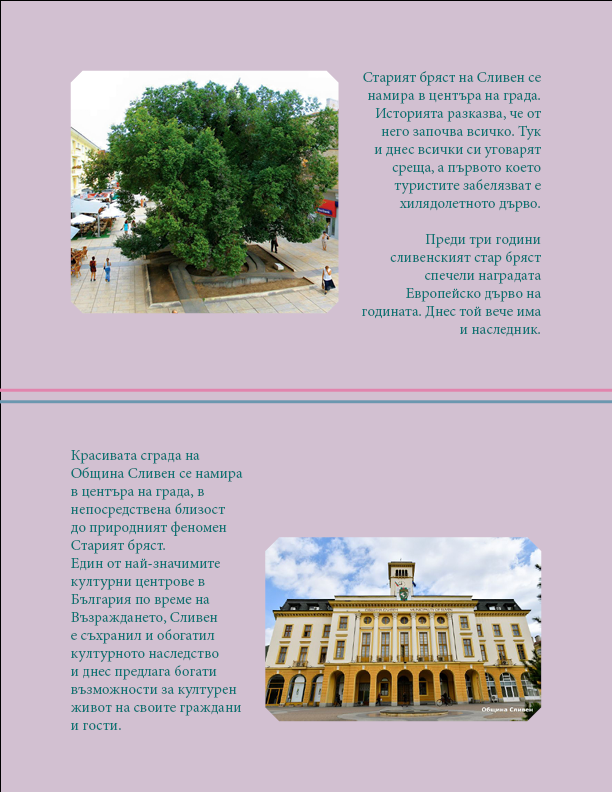 Старият бряст на Сливен се
намира в центъра на града.
Историята разказва, че от
него започва всичко. Тук
и днес всички си уговарят
среща, а първото което
туристите забелязват е
хилядолетното дърво.
Преди три години
сливенският стар бряст
спечели наградата
Европейско дърво на
годината. Днес той вече има
и наследник.
Красивата сграда на
Община Сливен се намира
в центъра на града, в
непосредствена близост
до природният феномен
Старият бряст.
Един от най-значимите
културни центрове в
България по време на
Възраждането, Сливен
е съхранил и обогатил
културното наследство
и днес предлага богати
възможности за културен
живот на своите граждани
и гости.
Община Сливен